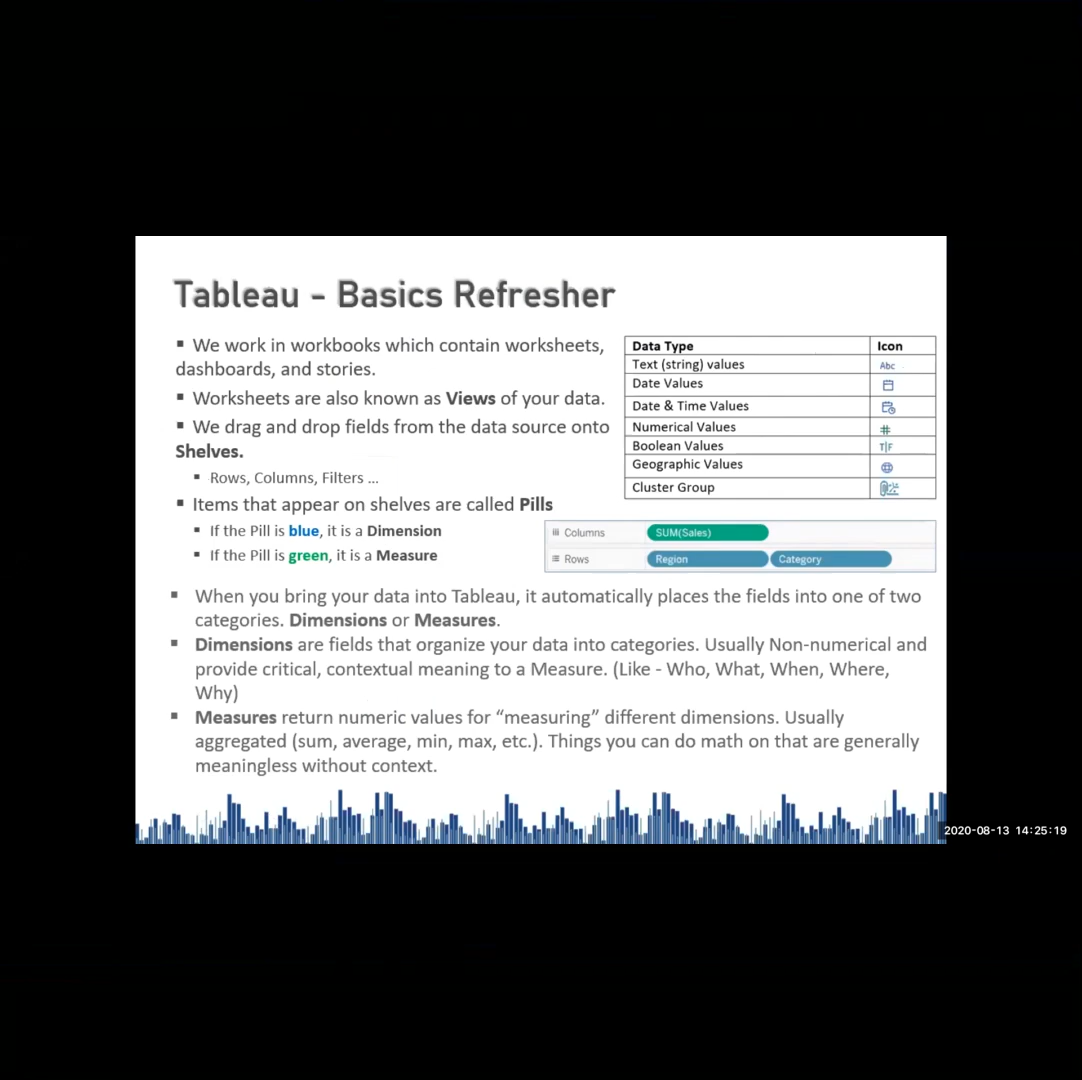 Tableau - Basics Refresher
▪ We work in workbooks which contain worksheets,
dashboards, and stories.
▪ Worksheets are also known as Views of your data.
▪ We drag and drop fields from the data source onto
Shelves.
▪ Rows, Columns, Filters ...
▪ Items that appear on shelves are called Pills
▪ If the Pill is blue, it is a Dimension
▪ If the Pill is green, it is a Measure
Data Type Icon
Text (string) values Abc
Date Values
Date & Time Values
Numerical Values #
Boolean Values T|F
Geographic Values
Cluster Group
Columns SUM(Sales)
Rows Region Category
▪ When you bring your data into Tableau, it automatically places the fields into one of two
categories. Dimensions or Measures.
▪ Dimensions are fields that organize your data into categories. Usually Non-numerical and
provide critical, contextual meaning to a Measure. (Like - Who, What, When, Where,
Why)
▪ Measures return numeric values for “measuring” different dimensions. Usually
aggregated (sum, average, min, max, etc.). Things you can do math on that are generally
meaningless without context.
2020-08-13 14:25:19